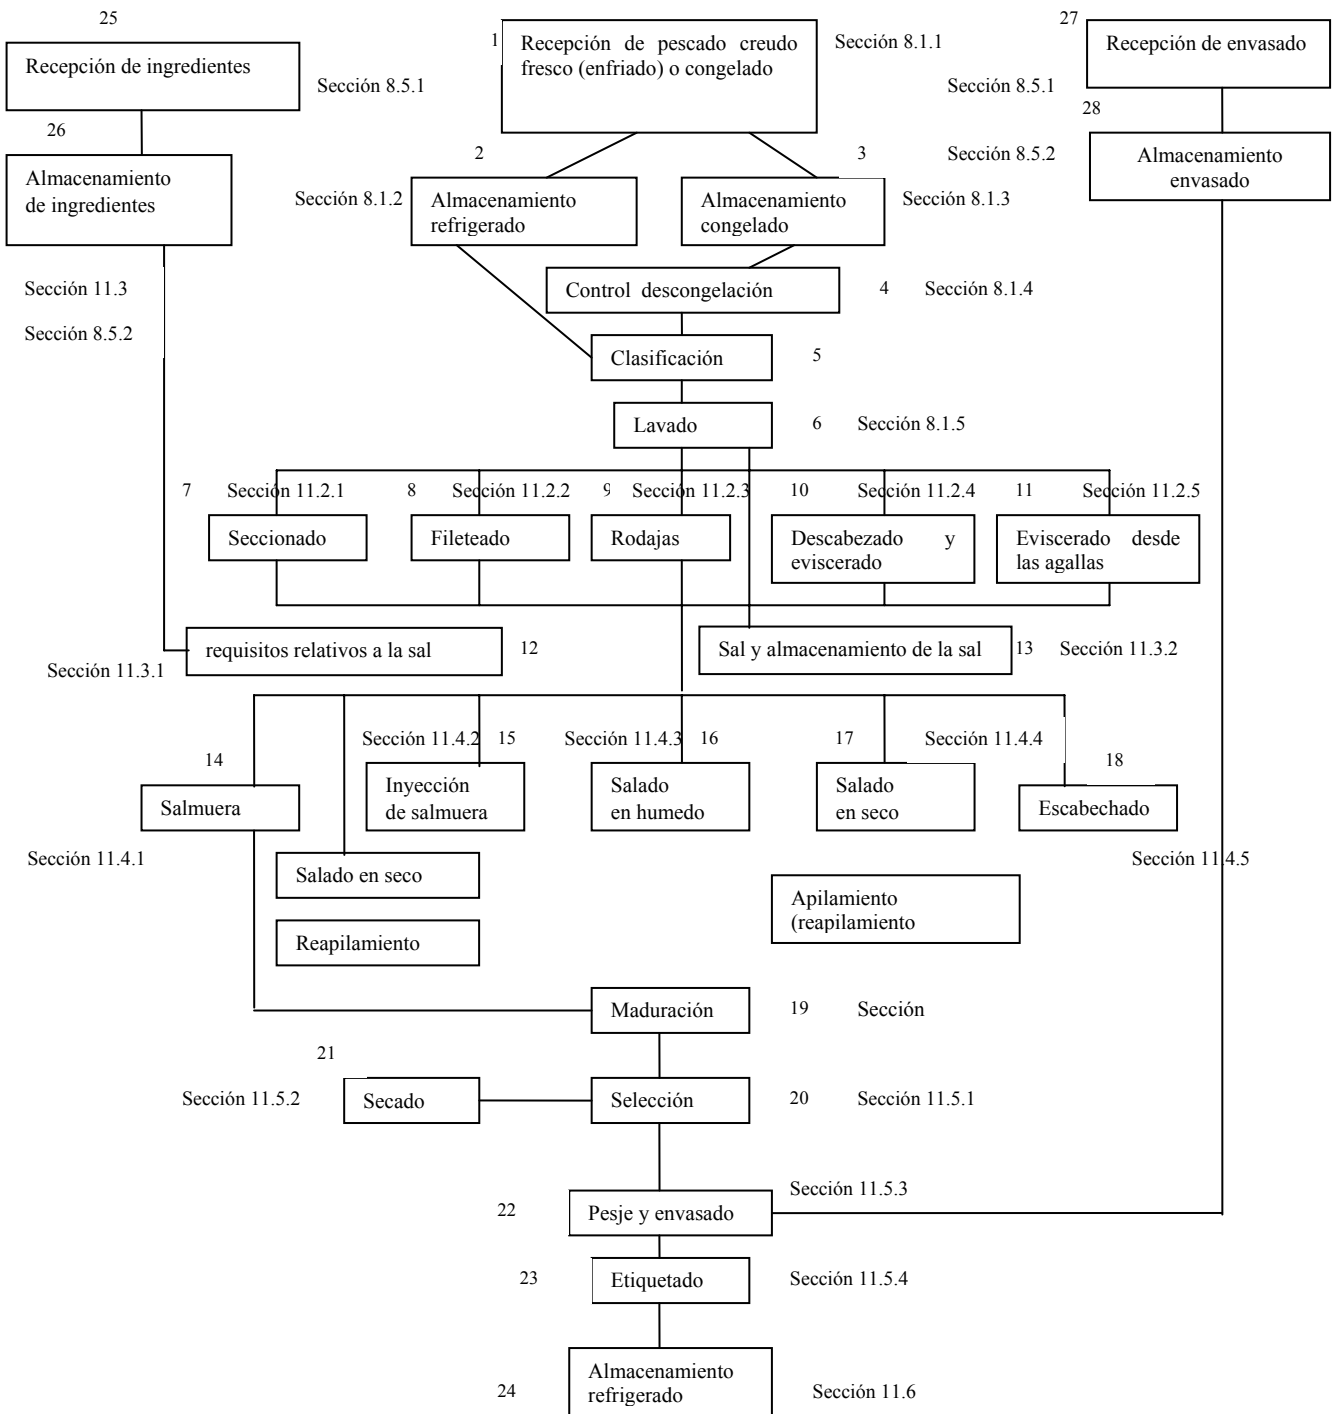 25
27
1
Recepción de ingredientes
Recepción de pescado creudo
fresco (enfriado) o congelado
Sección 8.1.1
Recepción de envasado
Sección 8.5.1
Sección 8.5.1
28
26
2
3
Sección 8.5.2
Almacenamiento
envasado
Almacenamiento
de ingredientes
Sección 8.1.2
Almacenamiento
refrigerado
Almacenamiento
congelado
Sección 8.1.3
Sección 11.3
Control descongelación
4
Sección 8.1.4
Sección 8.5.2
Clasificación
5
Lavado
6
Sección 8.1.5
7
Sección 11.2.1
8
Sección 11.2.2
9
Sección 11.2.3
10
Sección 11.2.4
11
Sección 11.2.5
Seccionado
Fileteado
Rodajas
Descabezado y
eviscerado
Eviscerado desde
las agallas
requisitos relativos a la sal
12
Sal y almacenamiento de la sal
13
Sección 11.3.2
Sección 11.3.1
14
Sección 11.4.2
15
Sección 11.4.3
16
17
Sección 11.4.4
18
Salmuera
Inyección
de salmuera
Salado
en humedo
Salado
en seco
Escabechado
Sección 11.4.1
Sección 11.4.5
Salado en seco
Apilamiento
(reapilamiento
Reapilamiento
Maduración
19
Sección
21
Sección 11.5.2
Secado
Selección
20
Sección 11.5.1
Sección 11.5.3
22
Pesje y envasado
23
Etiquetado
Sección 11.5.4
24
Almacenamiento
refrigerado
Sección 11.6